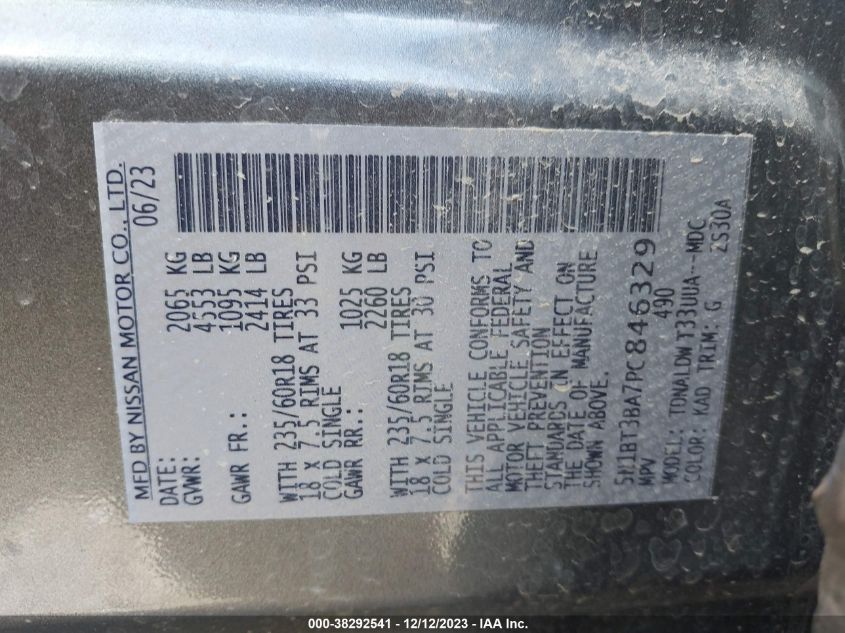 MFD BY NISSAN MOTOR CO., LTD.
DATE: 06/23
GVWR: 2065 KG
4553 LB
GAWR FR.: 1095 KG
2414 LB
WITH 235/60R18 TIRES
18 X 7.5 RIMS AT 33 PSI
COLD SINGLE
GAWR RR.: 1025 KG
2260 LB
WITH 235/60R18 TIRES
18 X 7.5 RIMS AT 30 PSI
COLD SINGLE
THIS VEHICLE CONFORMS TO
ALL APPLICABLE FEDERAL
MOTOR VEHICLE SAFETY AND
THEFT PREVENTION
STANDARDS IN EFFECT ON
THE DATE OF MANUFACTURE
SHOWN ABOVE.
5N1BT3BA7PC846329
MPV 490
MODEL: TDNALDW T33UUA---MDC
COLOR: KAD TRIM: G 2S30A
000-38292541 - 12/12/2023 - IAA Inc.